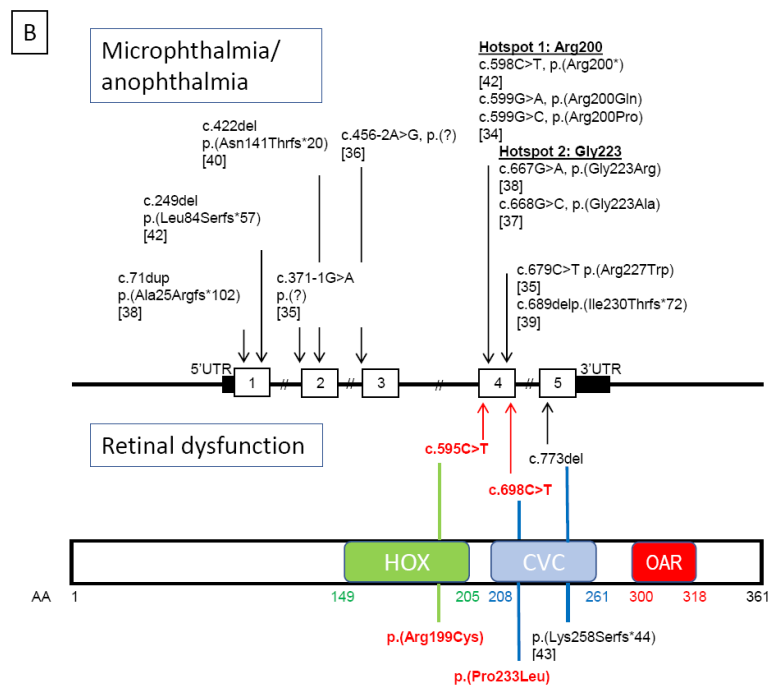 B
Microphthalmia/
anophthalmia
Hotspot 1: Arg200
c.598C>T, p.(Arg200*)
[42]
c.599G>A, p.(Arg200Gln)
c.599G>C, p.(Arg200Pro)
[34]
Hotspot 2: Gly223
c.667G>A, p.(Gly223Arg)
[38]
c.668G>C, p.(Gly223Ala)
[37]
c.422del
p.(Asn141Thrfs*20)
[40]
c.456-2A>G, p.(?)
[36]
c.249del
p.(Leu84Serfs*57)
[42]
c.71dup
p.(Ala25Argfs*102)
[38]
c.371-1G>A
p.(?)
[35]
c.679C>T p.(Arg227Trp)
[35]
c.689delp.(Ile230Thrfs*72)
[39]
5'UTR
3'UTR
1 // 2 // 3 // 4 // 5
Retinal dysfunction
c.595C>T
c.773del
c.698C>T
HOX CVC OAR
AA 1 149 205 208 261 300 318 361
p.(Arg199Cys)
p.(Lys258Serfs*44)
[43]
p.(Pro233Leu)